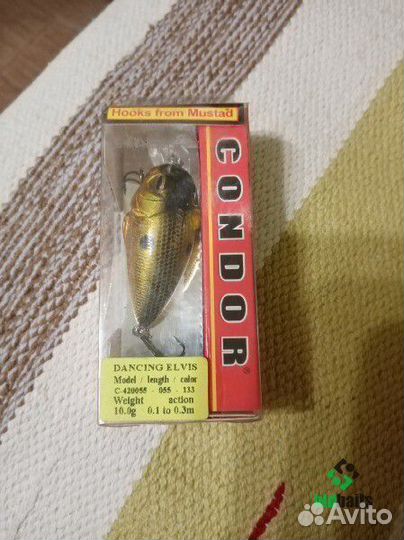 Hooks from Mustad
CONDOR®
DANCING ELVIS
Model / length / color
C-420055 - 055 - 133
Weight action
10.0g 0.1 to 0.3m
bigbaits
Avito